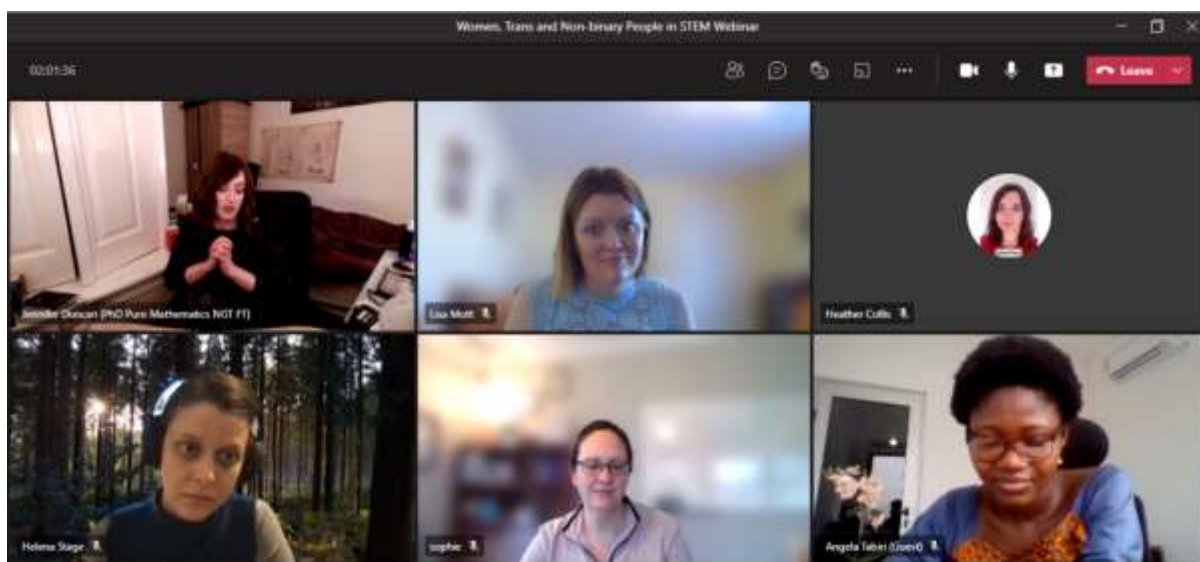 Women, Trans and Non-binary People in STEM Webinar
02:01:36
Leave
Jennifer Duncan (PhD Pure Mathematics NOT FT)
Lisa Mott
Heather Collis
Helena Stage
sophie
Angela Tabiri (Guest)